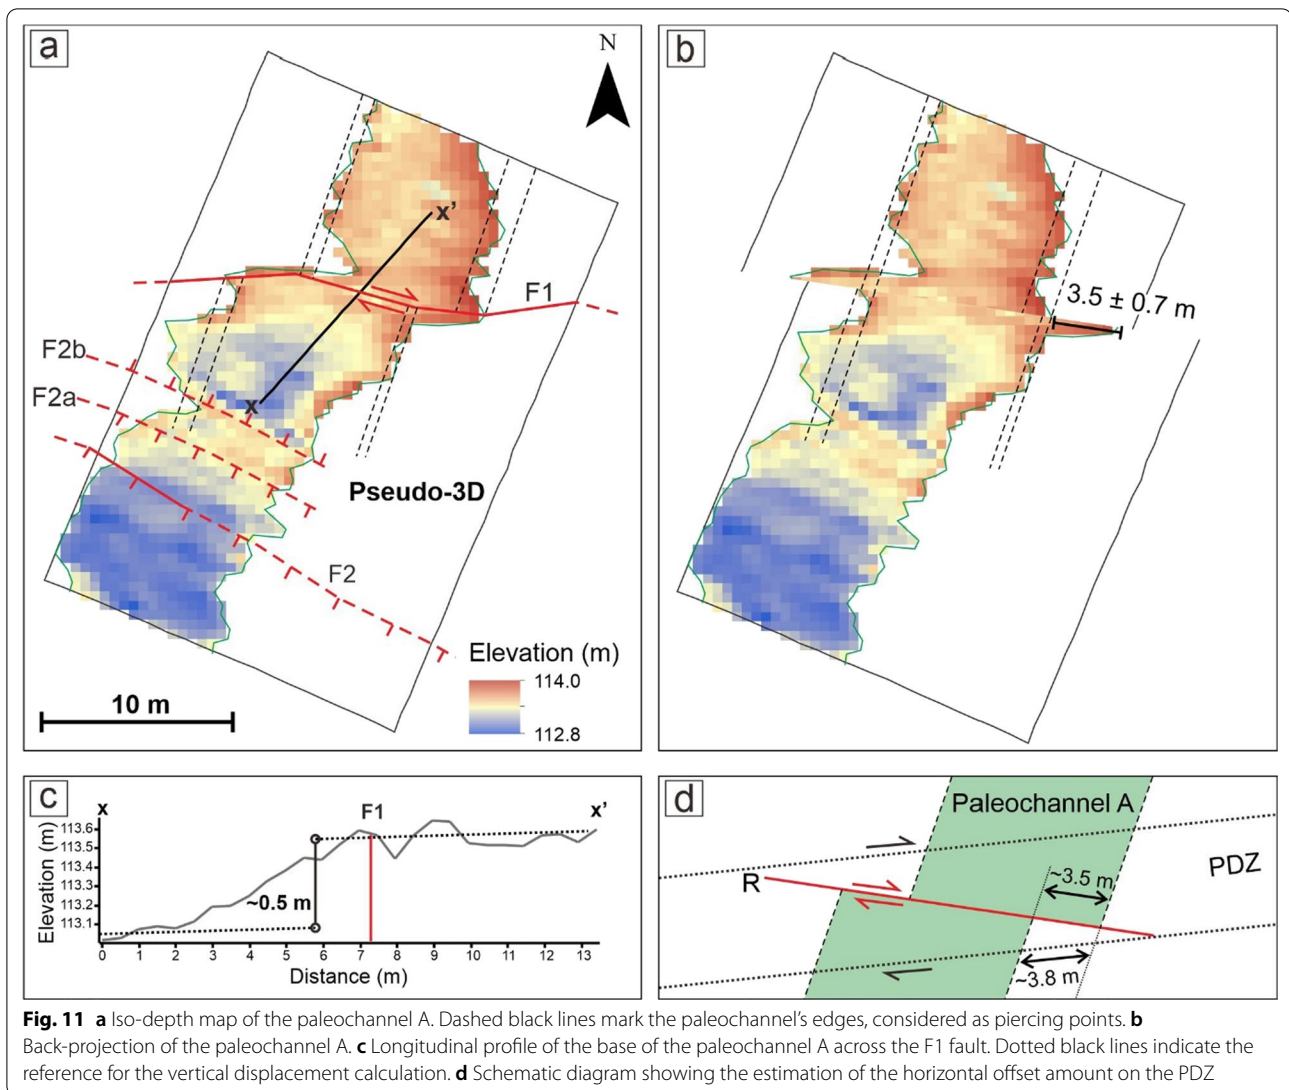 a
N
x'
F1
F2b
F2a
x
Pseudo-3D
F2
Elevation (m)
114.0
112.8
10 m
b
3.5 ± 0.7 m
c
x
F1
x'
Elevation (m)
113.6
113.5
113.4
113.3
113.2
113.1
~0.5 m
0 1 2 3 4 5 6 7 8 9 10 11 12 13
Distance (m)
d
Paleochannel A
R
~3.5 m
PDZ
~3.8 m
Fig. 11 a Iso-depth map of the paleochannel A. Dashed black lines mark the paleochannel’s edges, considered as piercing points. b
Back-projection of the paleochannel A. c Longitudinal profile of the base of the paleochannel A across the F1 fault. Dotted black lines indicate the
reference for the vertical displacement calculation. d Schematic diagram showing the estimation of the horizontal offset amount on the PDZ